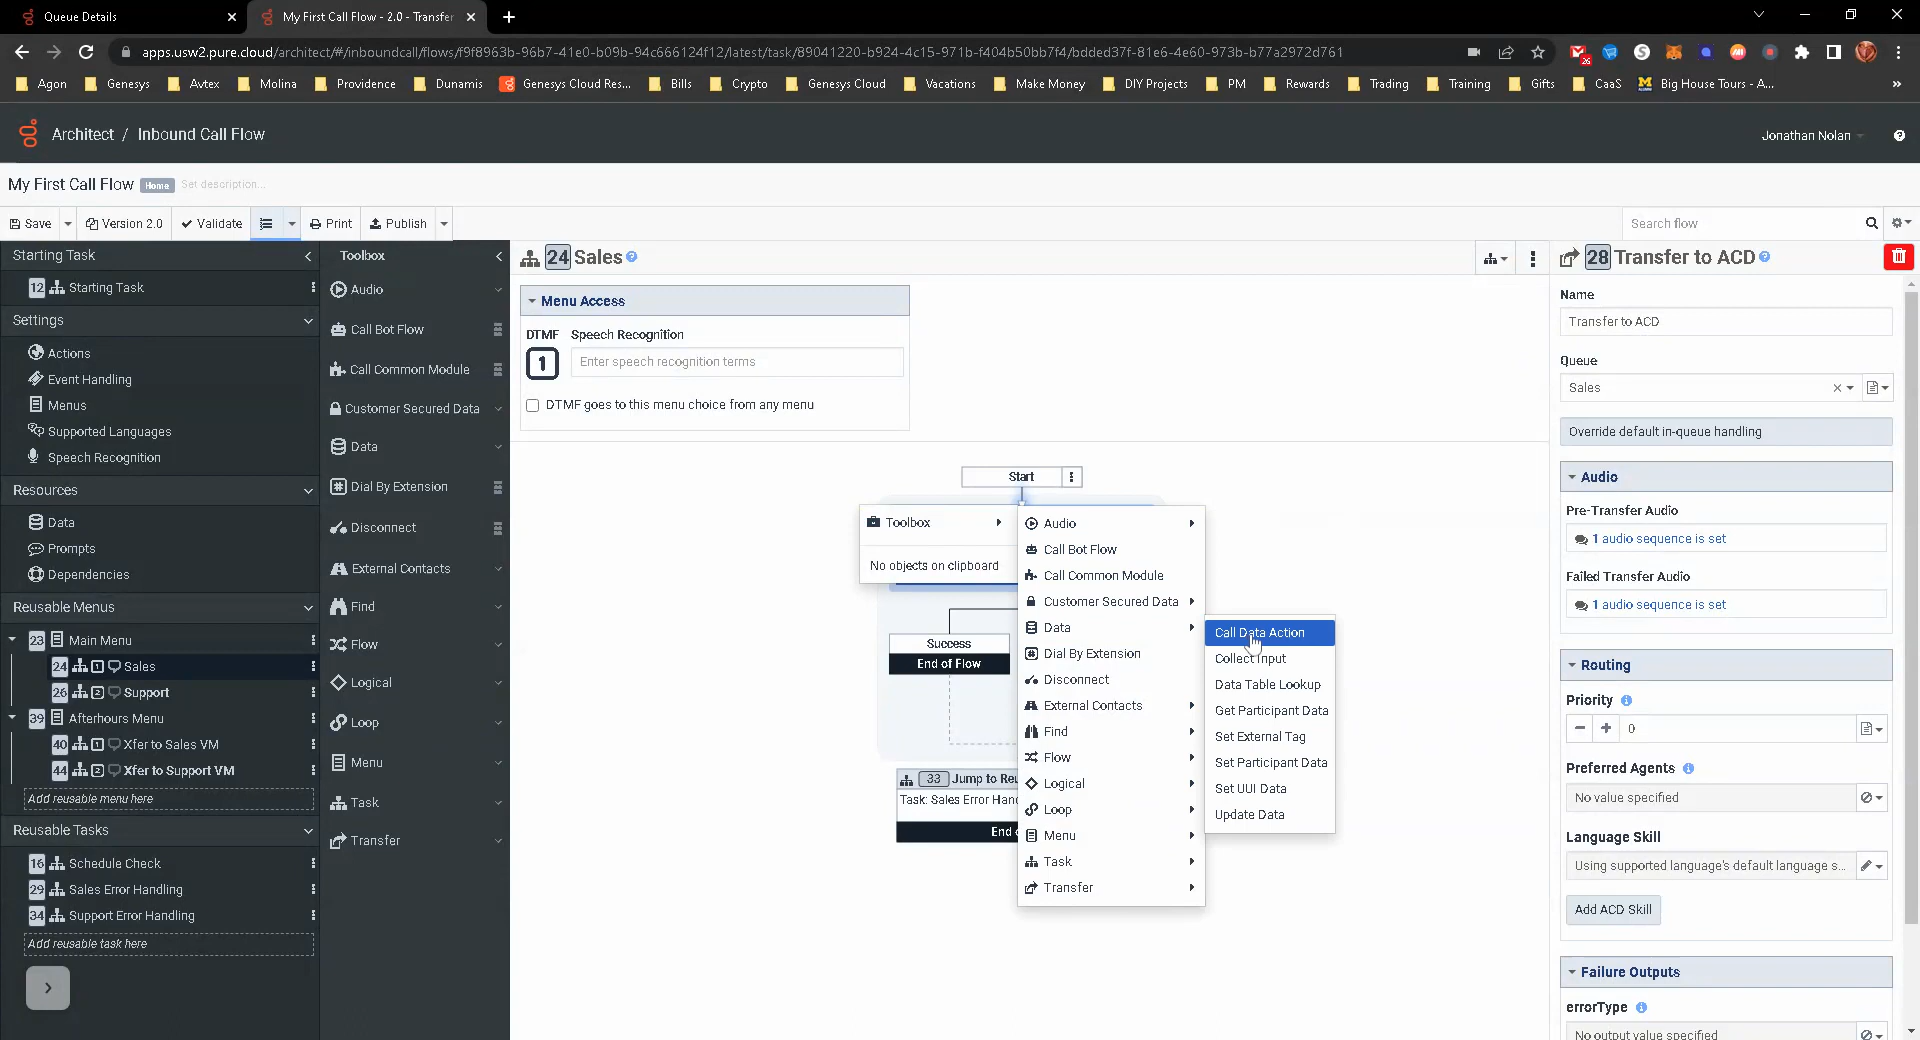 Queue Details
My First Call Flow - 2.0 - Transfer
apps.usw2.pure.cloud/architect/#/inboundcall/flows/f9f8963b-96b7-41e0-b09b-94c666124f12/latest/task/89041220-b924-4c15-971b-f404b50bb7f4/bdded37f-81e6-4e60-973b-b77a2972d761
26
Agon Genesys Avtex Molina Providence Dunamis Genesys Cloud Res... Bills Crypto Genesys Cloud Vacations Make Money DIY Projects PM Rewards Trading Training Gifts CaaS Big House Tours - A...
Architect / Inbound Call Flow
Jonathan Nolan
My First Call Flow Home Set description...
Save Version 2.0 Validate Print Publish
Search flow
Starting Task
12 Starting Task
Settings
Actions
Event Handling
Menus
Supported Languages
Speech Recognition
Resources
Data
Prompts
Dependencies
Reusable Menus
23 Main Menu
24 1 Sales
26 2 Support
39 Afterhours Menu
40 1 Xfer to Sales VM
44 2 Xfer to Support VM
Add reusable menu here
Reusable Tasks
16 Schedule Check
29 Sales Error Handling
34 Support Error Handling
Add reusable task here
Toolbox
Audio
Call Bot Flow
Call Common Module
Customer Secured Data
Data
Dial By Extension
Disconnect
External Contacts
Find
Flow
Logical
Loop
Menu
Task
Transfer
24 Sales
Menu Access
DTMF Speech Recognition
1 Enter speech recognition terms
DTMF goes to this menu choice from any menu
Start
Success
End of Flow
33 Jump to Reu
Task: Sales Error Han
End o
Toolbox
No objects on clipboard
Audio
Call Bot Flow
Call Common Module
Customer Secured Data
Data
Dial By Extension
Disconnect
External Contacts
Find
Flow
Logical
Loop
Menu
Task
Transfer
Call Data Action
Collect Input
Data Table Lookup
Get Participant Data
Set External Tag
Set Participant Data
Set UUI Data
Update Data
28 Transfer to ACD
Name
Transfer to ACD
Queue
Sales
Override default in-queue handling
Audio
Pre-Transfer Audio
1 audio sequence is set
Failed Transfer Audio
1 audio sequence is set
Routing
Priority
0
Preferred Agents
No value specified
Language Skill
Using supported language's default language s...
Add ACD Skill
Failure Outputs
errorType
No output value specified